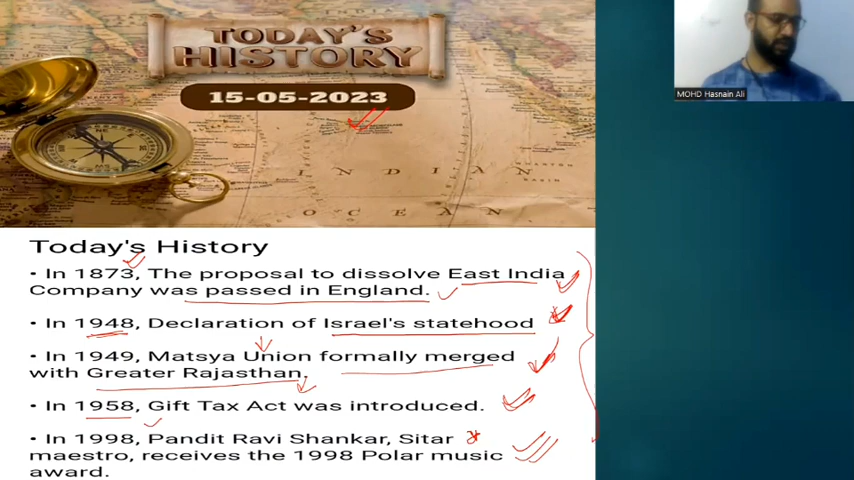 TODAY'S
HISTORY
15-05-2023
MOHD Hasnain Ali
INDIAN
OCEAN
Today's History
• In 1873, The proposal to dissolve East India
Company was passed in England.
• In 1948, Declaration of Israel's statehood
• In 1949, Matsya Union formally merged
with Greater Rajasthan.
• In 1958, Gift Tax Act was introduced.
• In 1998, Pandit Ravi Shankar, Sitar
maestro, receives the 1998 Polar music
award.